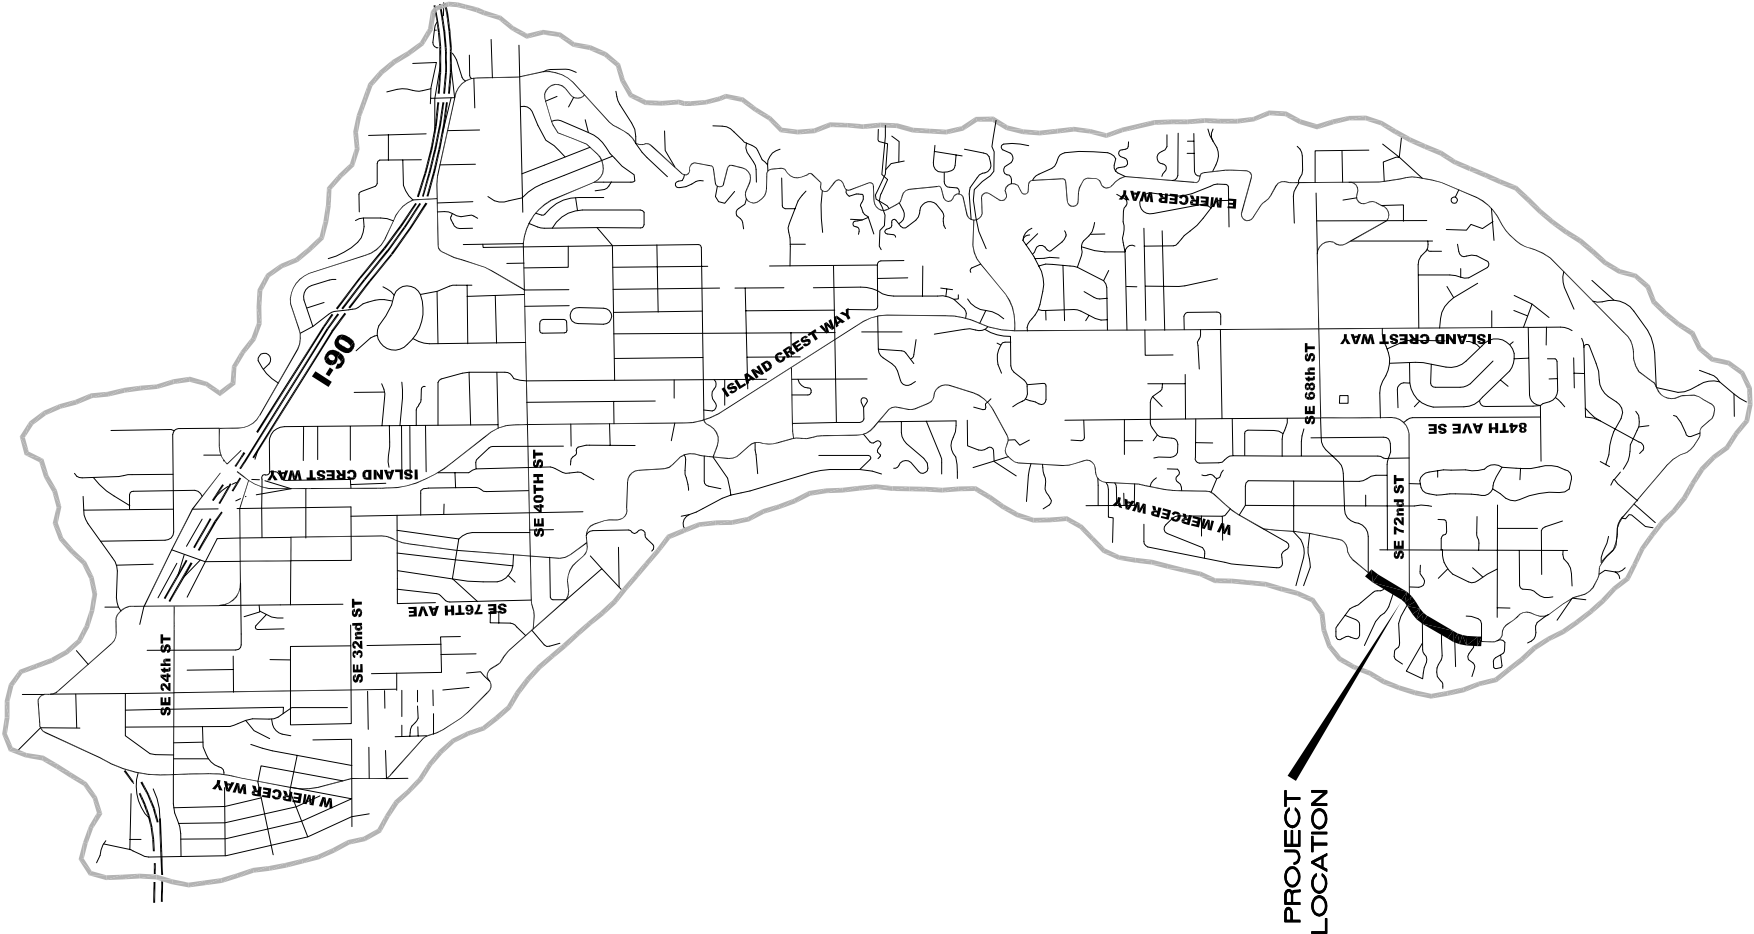 I-90
ISLAND CREST WAY
E MERCER WAY
ISLAND CREST WAY
ISLAND CREST WAY
SE 68th ST
84TH AVE SE
SE 40TH ST
SE 72nd ST
W MERCER WAY
SE 76TH AVE
SE 32nd ST
SE 24th ST
W MERCER WAY
PROJECT
LOCATION